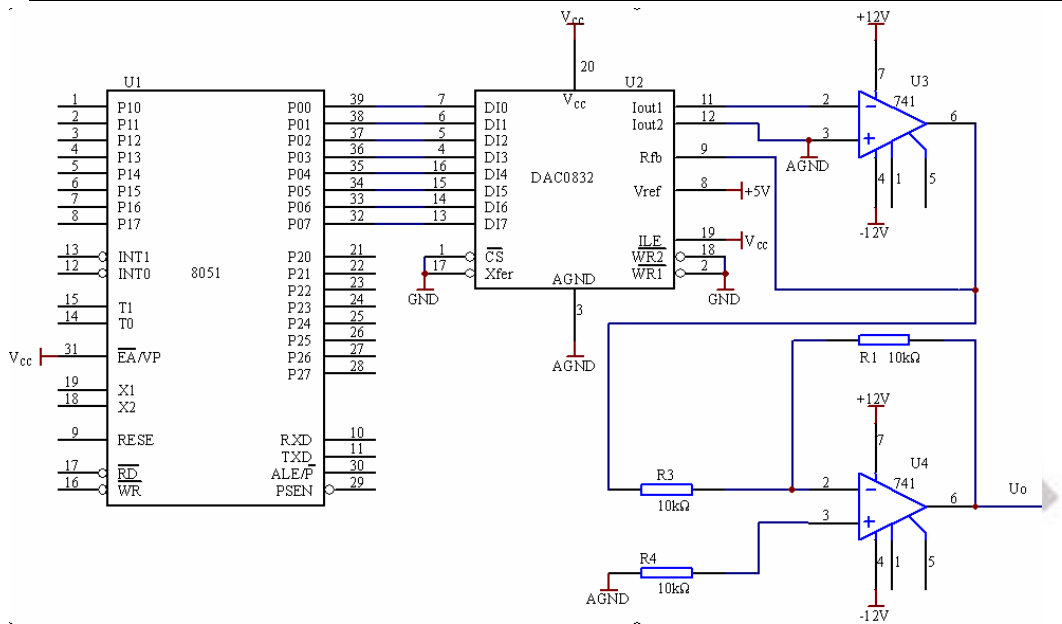 Vcc
20
+12V
7
U3
741
2
3
6
4
1
5
-12V
AGND
U1
8051
1 P10
2 P11
3 P12
4 P13
5 P14
6 P15
7 P16
8 P17
13 INT1
12 INT0
15 T1
14 T0
Vcc 31 EA/VP
19 X1
18 X2
9 RESE
17 RD
16 WR
P00 39
P01 38
P02 37
P03 36
P04 35
P05 34
P06 33
P07 32
P20 21
P21 22
P22 23
P23 24
P24 25
P25 26
P26 27
P27 28
RXD 10
TXD 11
ALE/P 30
PSEN 29
U2
Vcc
DAC0832
7 DI0
6 DI1
5 DI2
4 DI3
16 DI4
15 DI5
14 DI6
13 DI7
1 CS
17 Xfer
GND
Iout1 11
Iout2 12
Rfb 9
Vref 8 +5V
ILE 19 Vcc
WR2 18
WR1 2
GND
AGND
3
AGND
R1 10kΩ
+12V
7
U4
741
R3
10kΩ
2
3
6
Uo
4
1
5
-12V
R4
10kΩ
AGND